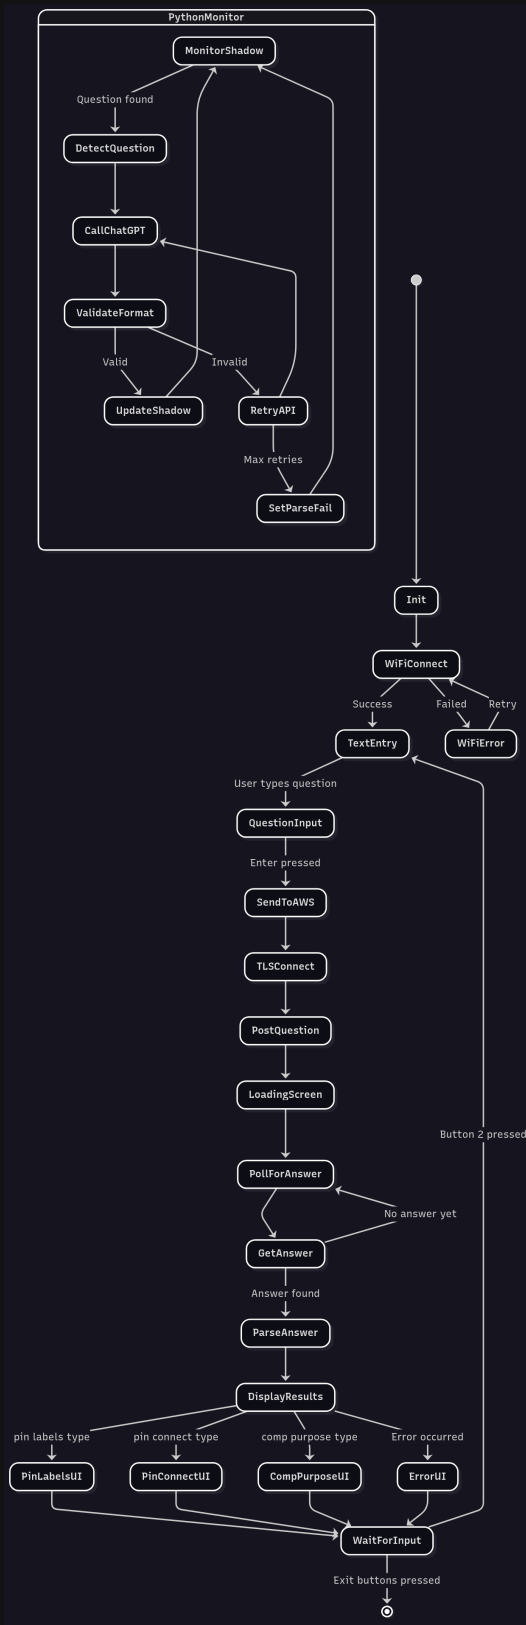 PythonMonitor
MonitorShadow
Question found
DetectQuestion
CallChatGPT
ValidateFormat
Valid
Invalid
UpdateShadow
RetryAPI
Max retries
SetParseFail
Init
WiFiConnect
Success
Failed
Retry
TextEntry
WiFiError
User types question
QuestionInput
Enter pressed
SendToAWS
TLSConnect
PostQuestion
LoadingScreen
Button 2 pressed
PollForAnswer
No answer yet
GetAnswer
Answer found
ParseAnswer
DisplayResults
pin labels type
pin connect type
comp purpose type
Error occurred
PinLabelsUI
PinConnectUI
CompPurposeUI
ErrorUI
WaitForInput
Exit buttons pressed